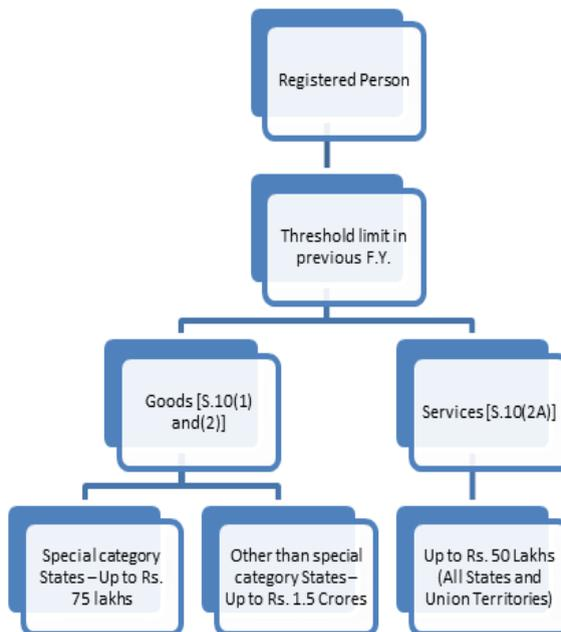 Registered Person
Threshold limit in
previous F.Y.
Goods [S.10(1)
and(2)]
Services [S.10(2A)]
Special category
States – Up to Rs.
75 lakhs
Other than special
category States –
Up to Rs. 1.5 Crores
Up to Rs. 50 Lakhs
(All States and
Union Territories)